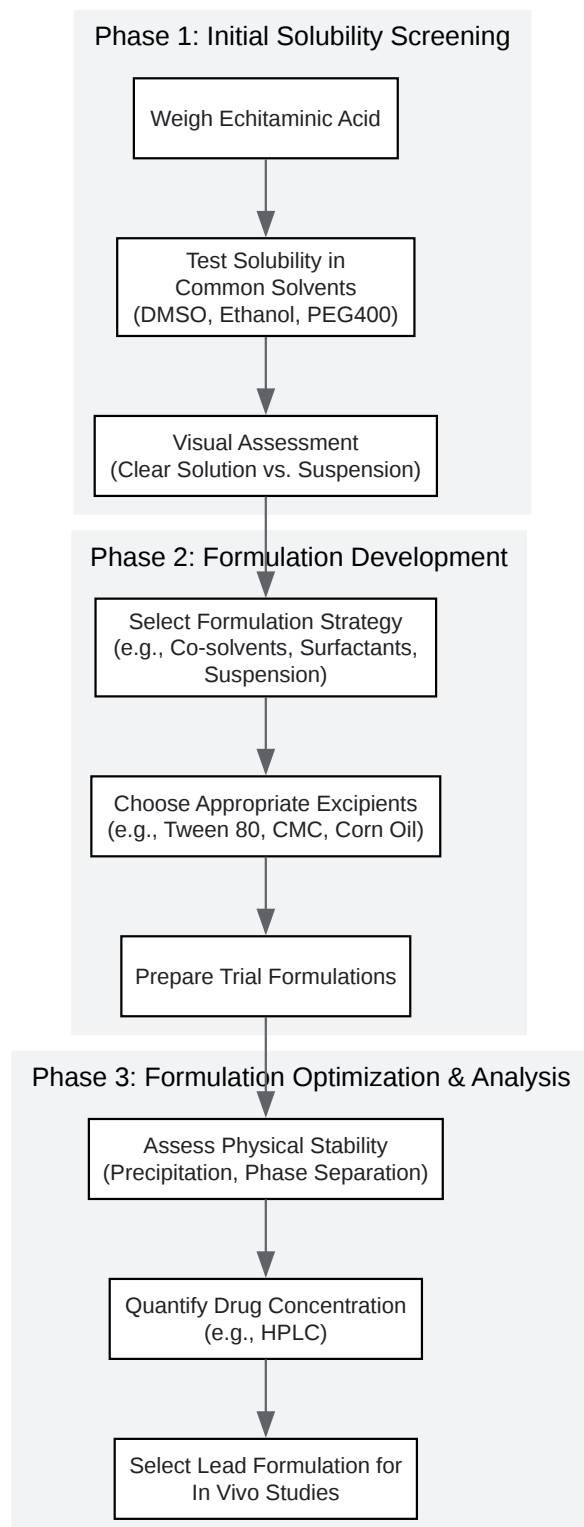 Phase 1: Initial Solubility Screening
Weigh Echitaminic Acid
Test Solubility in
Common Solvents
(DMSO, Ethanol, PEG400)
Visual Assessment
(Clear Solution vs. Suspension)
Phase 2: Formulation Development
Select Formulation Strategy
(e.g., Co-solvents, Surfactants,
Suspension)
Choose Appropriate Excipients
(e.g., Tween 80, CMC, Corn Oil)
Prepare Trial Formulations
Phase 3: Formulation Optimization & Analysis
Assess Physical Stability
(Precipitation, Phase Separation)
Quantify Drug Concentration
(e.g., HPLC)
Select Lead Formulation for
In Vivo Studies